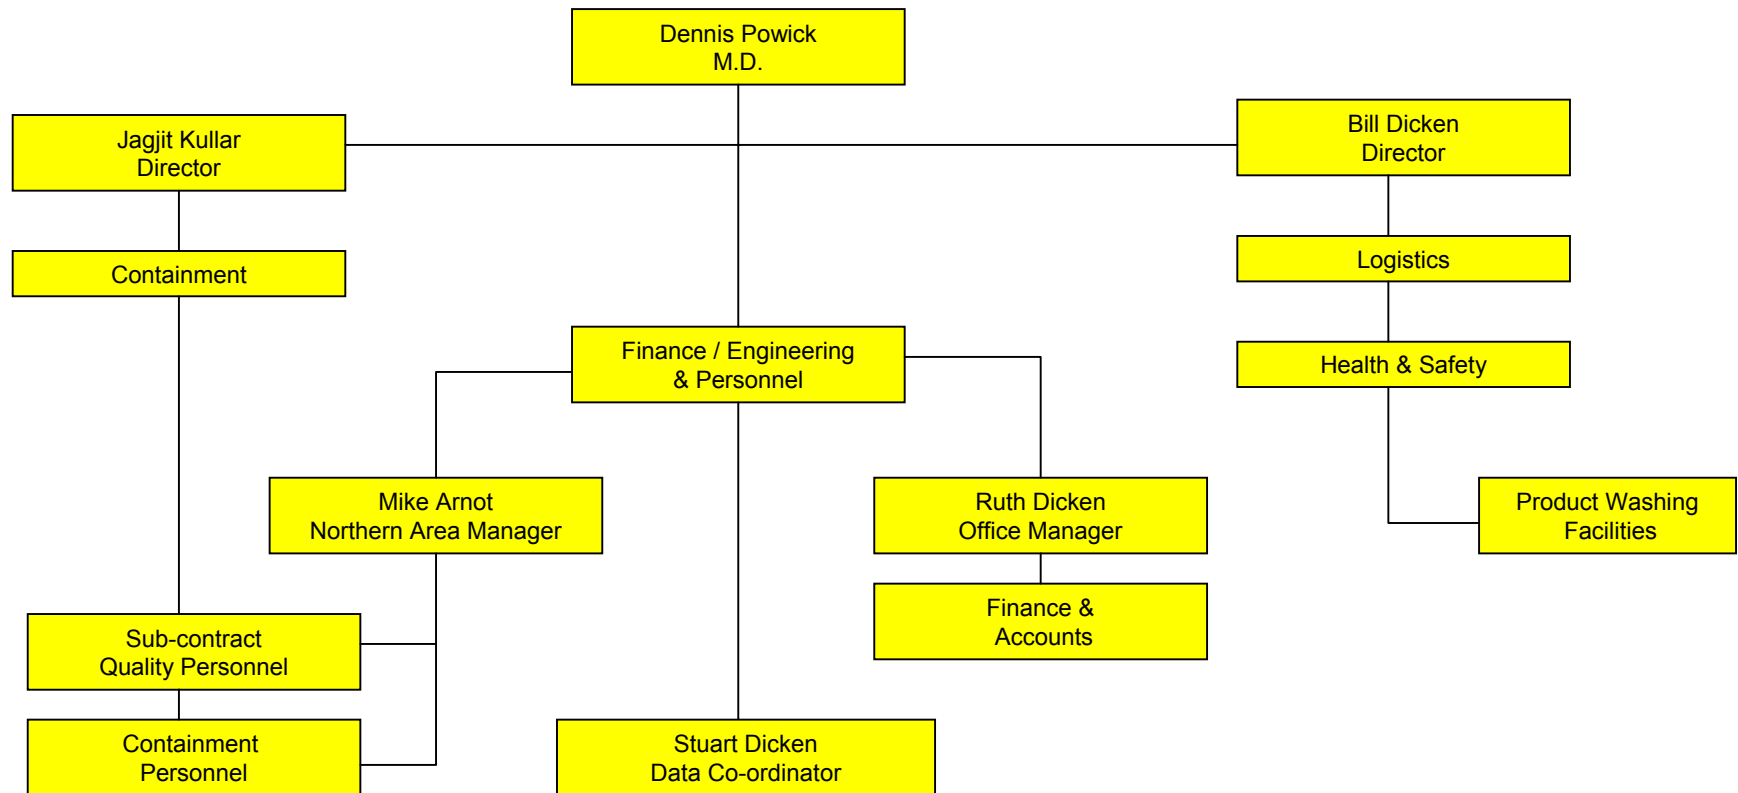 Dennis Powick
M.D.
Jagjit Kullar
Director
Bill Dicken
Director
Containment
Logistics
Finance / Engineering
& Personnel
Health & Safety
Mike Arnot
Northern Area Manager
Ruth Dicken
Office Manager
Product Washing
Facilities
Finance &
Accounts
Sub-contract
Quality Personnel
Containment
Personnel
Stuart Dicken
Data Co-ordinator